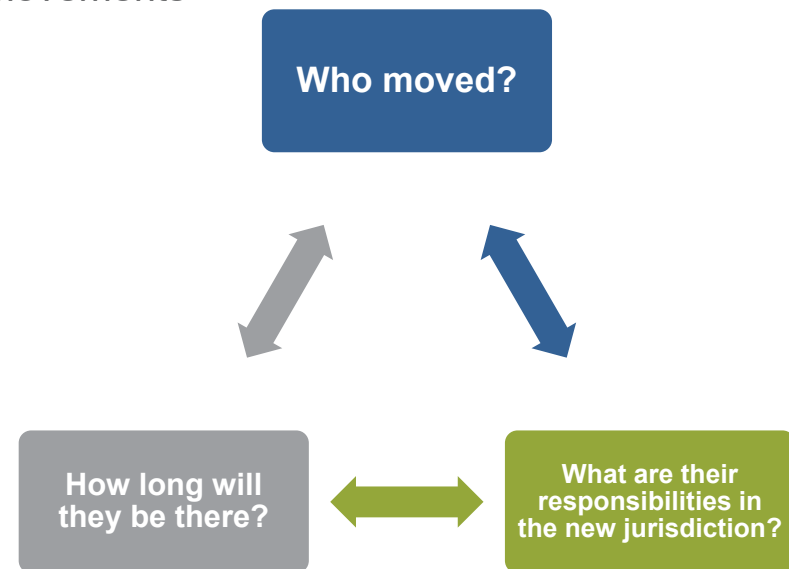 Who moved?
How long will
they be there?
What are their
responsibilities in
the new jurisdiction?